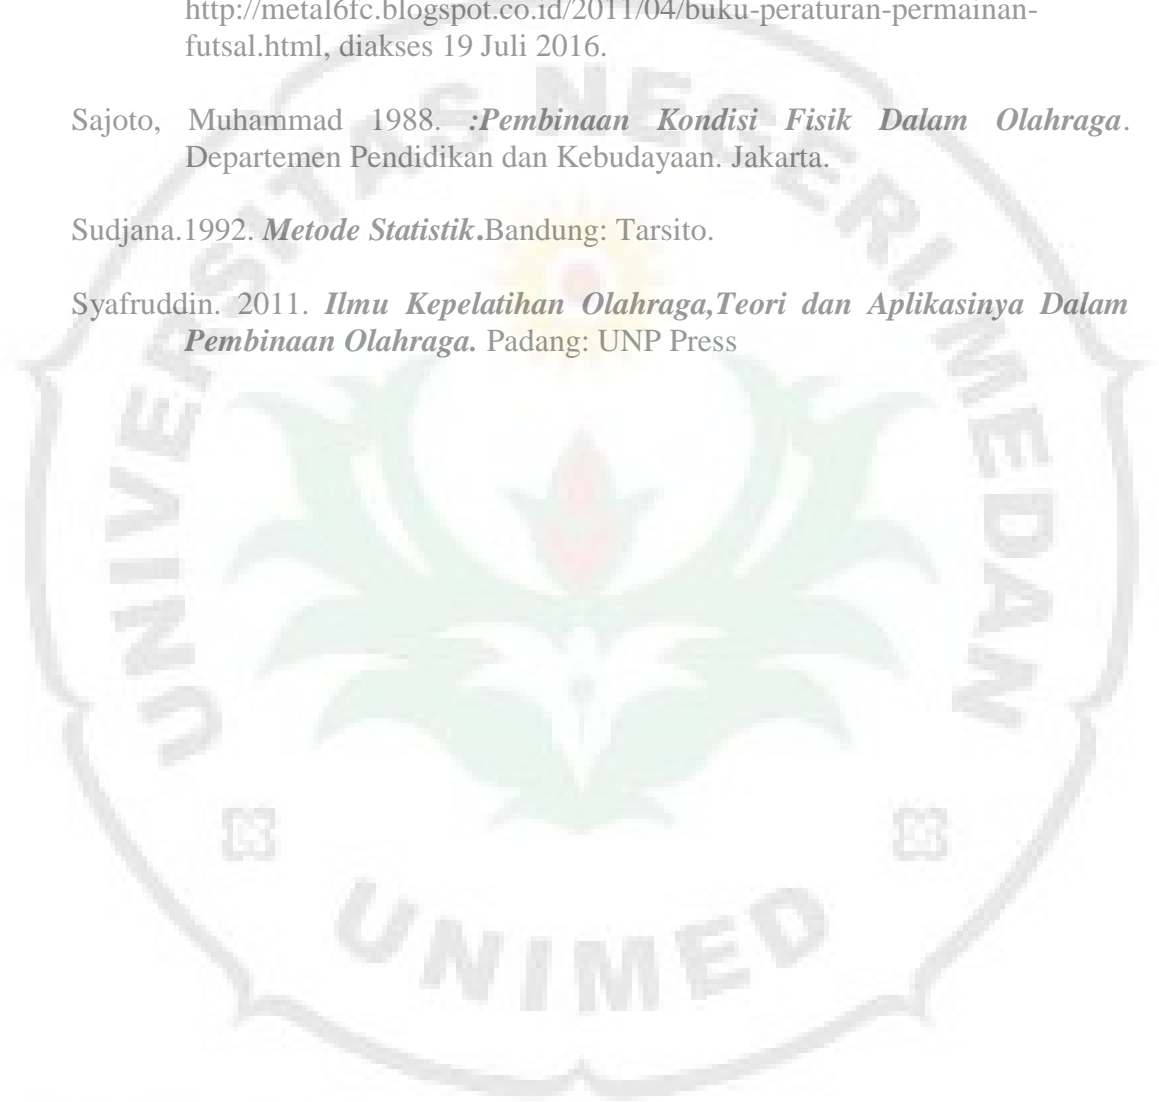 http://metal6fc.blogspot.co.id/2011/04/buku-peraturan-permainan-
futsal.html, diakses 19 Juli 2016.
Sajoto, Muhammad 1988. :Pembinaan Kondisi Fisik Dalam Olahraga.
Departemen Pendidikan dan Kebudayaan. Jakarta.
Sudjana.1992. Metode Statistik.Bandung: Tarsito.
Syafruddin. 2011. Ilmu Kepelatihan Olahraga,Teori dan Aplikasinya Dalam
Pembinaan Olahraga. Padang: UNP Press
UNIVERSITAS NEGERI MEDAN
UNIMED